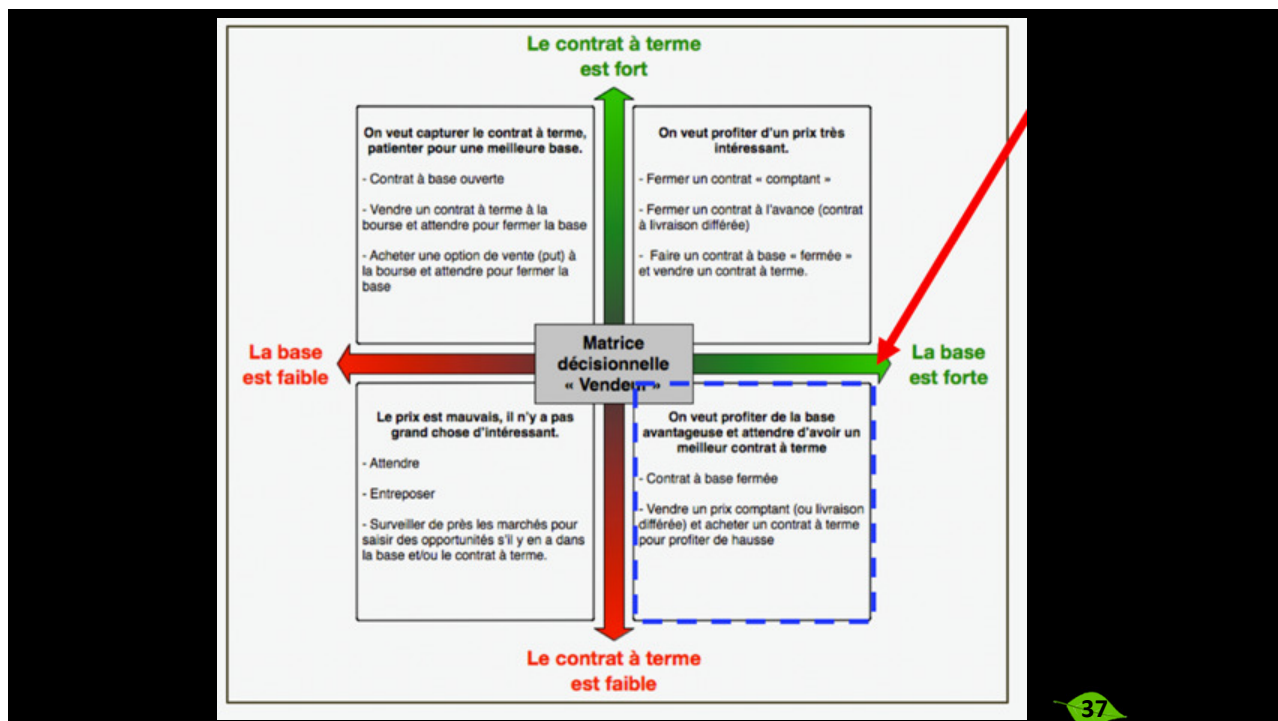 Le contrat à terme
est fort
On veut capturer le contrat à terme,
patienter pour une meilleure base.
- Contrat à base ouverte
- Vendre un contrat à terme à la
bourse et attendre pour fermer la base
- Acheter une option de vente (put) à
la bourse et attendre pour fermer la
base
On veut profiter d'un prix très
intéressant.
- Fermer un contrat « comptant »
- Fermer un contrat à l'avance (contrat
à livraison différée)
- Faire un contrat à base « fermée »
et vendre un contrat à terme.
La base
est faible
Matrice
décisionnelle
« Vendeur »
La base
est forte
Le prix est mauvais, il n'y a pas
grand chose d'intéressant.
- Attendre
- Entreposer
- Surveiller de près les marchés pour
saisir des opportunités s'il y en a dans
la base et/ou le contrat à terme.
On veut profiter de la base
avantageuse et attendre d'avoir un
meilleur contrat à terme
- Contrat à base fermée
- Vendre un prix comptant (ou livraison
différée) et acheter un contrat à terme
pour profiter de hausse
Le contrat à terme
est faible
37